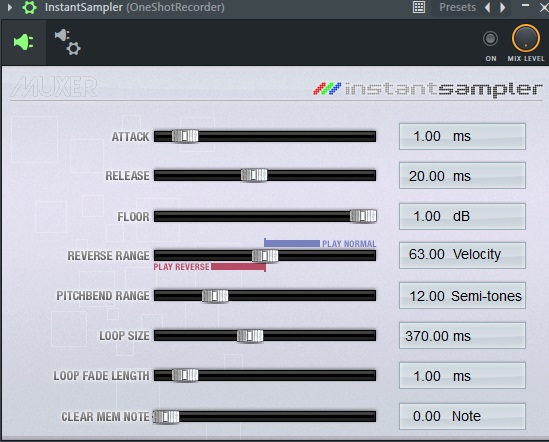 InstantSampler (OneShotRecorder) Presets
ON MIX LEVEL
MUXER instantsampler
ATTACK 1.00 ms
RELEASE 20.00 ms
FLOOR 1.00 dB
PLAY NORMAL
REVERSE RANGE 63.00 Velocity
PLAY REVERSE
PITCHBEND RANGE 12.00 Semi-tones
LOOP SIZE 370.00 ms
LOOP FADE LENGTH 1.00 ms
CLEAR MEM NOTE 0.00 Note